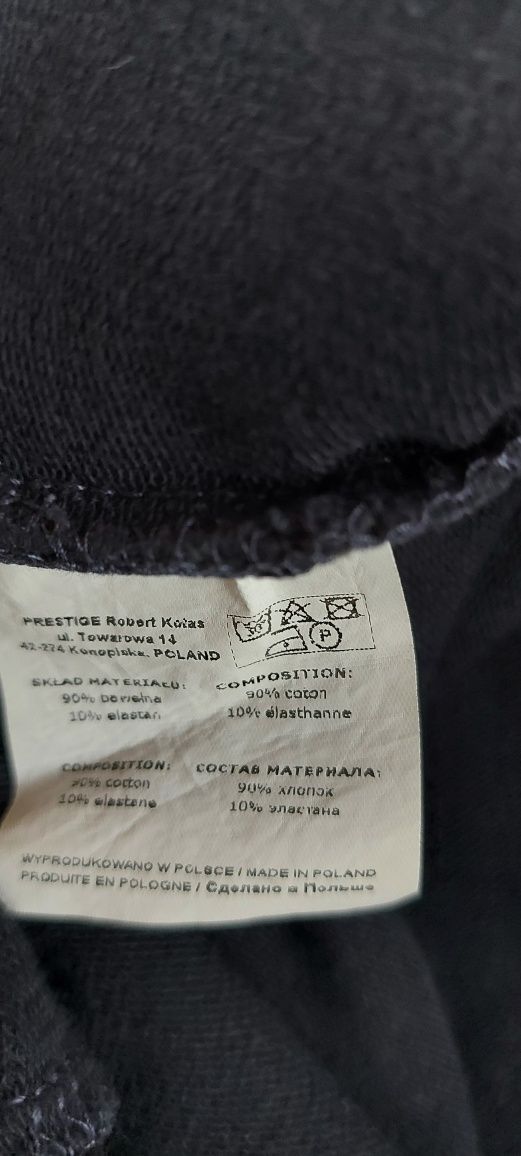 PRESTIGE Robert Kotas
ul. Towarowa 14
42-274 Konopiska, POLAND
30
P
SKŁAD MATERIAŁU:
90% bawełna
10% elastan
COMPOSITION:
90% coton
10% élasthanne
COMPOSITION:
90% cotton
10% elastane
СОСТАВ МАТЕРИАЛА:
90% хлопок
10% эластана
WYPRODUKOWANO W POLSCE / MADE IN POLAND
PRODUITE EN POLOGNE / Сделано в Польше